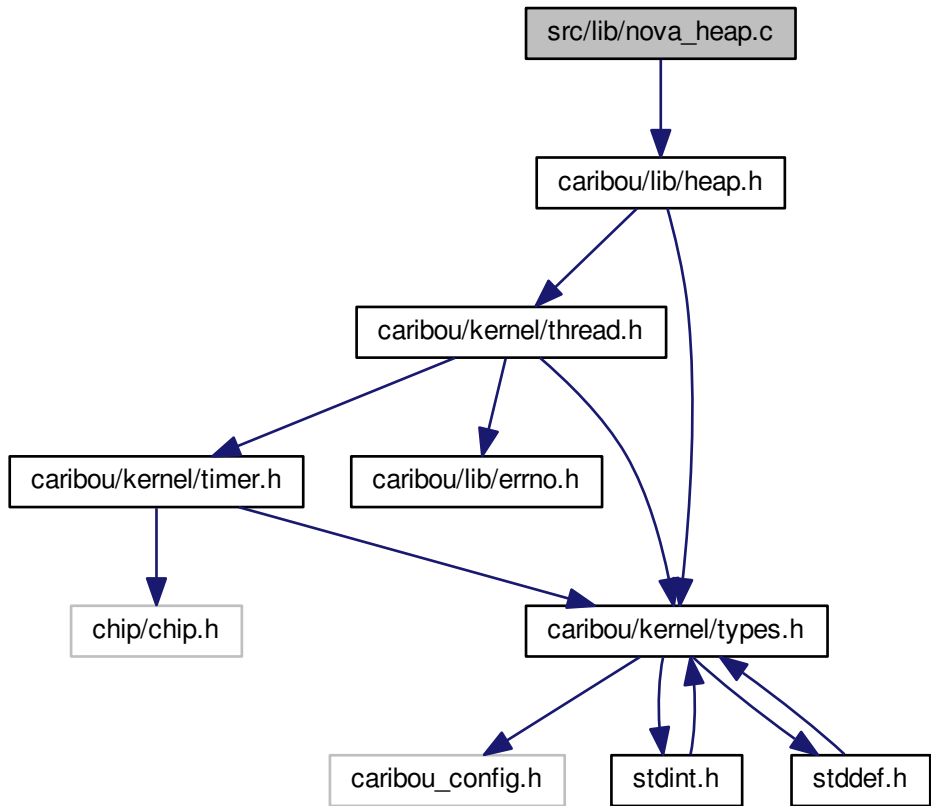 src/lib/nova_heap.c
caribou/lib/heap.h
caribou/kernel/thread.h
caribou/kernel/timer.h
caribou/lib/errno.h
chip/chip.h
caribou/kernel/types.h
caribou_config.h
stdint.h
stddef.h